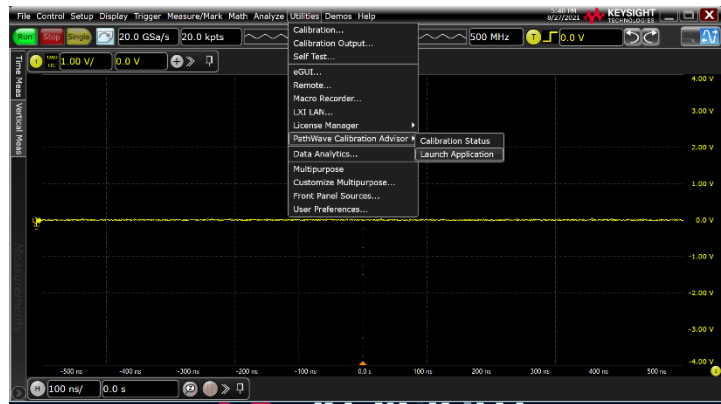 File Control Setup Display Trigger Measure/Mark Math Analyze Utilities Demos Help
5:40 PM
8/27/2021
KEYSIGHT
TECHNOLOGIES
Run Stop Single 20.0 GSa/s 20.0 kpts 500 MHz T 0.0 V
1 1.00 V/ 0.0 V
Time Meas
Vertical Meas
Measurements
Calibration...
Calibration Output...
Self Test...
eGUI...
Remote...
Macro Recorder...
LXI LAN...
License Manager
PathWave Calibration Advisor
Calibration Status
Launch Application
Data Analytics...
Multipurpose
Customize Multipurpose...
Front Panel Sources...
User Preferences...
4.00 V
3.00 V
2.00 V
1.00 V
0.0 V
-1.00 V
-2.00 V
-3.00 V
-4.00 V
-500 ns -400 ns -300 ns -200 ns -100 ns 0.0 s 100 ns 200 ns 300 ns 400 ns 500 ns
H 100 ns/ 0.0 s